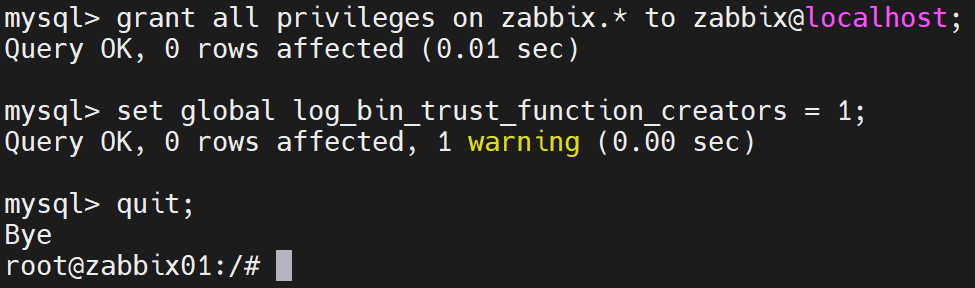 mysql> grant all privileges on zabbix.* to zabbix@localhost;
Query OK, 0 rows affected (0.01 sec)
mysql> set global log_bin_trust_function_creators = 1;
Query OK, 0 rows affected, 1 warning (0.00 sec)
mysql> quit;
Bye
root@zabbix01:/#